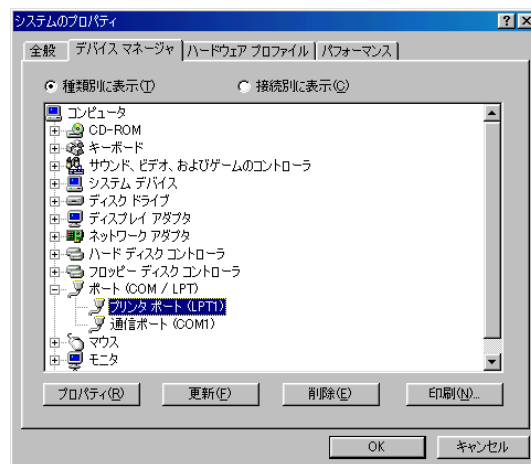 システムのプロパティ
全般 デバイス マネージャ ハードウェア プロファイル パフォーマンス
種類別に表示(T) 接続別に表示(C)
コンピュータ
CD-ROM
キーボード
サウンド、ビデオ、およびゲームのコントローラ
システム デバイス
ディスク ドライブ
ディスプレイ アダプタ
ネットワーク アダプタ
ハード ディスク コントローラ
フロッピー ディスク コントローラ
ポート (COM / LPT)
プリンタ ポート (LPT1)
通信ポート (COM1)
マウス
モニタ
プロパティ(R) 更新(F) 削除(E) 印刷(N)...
OK キャンセル